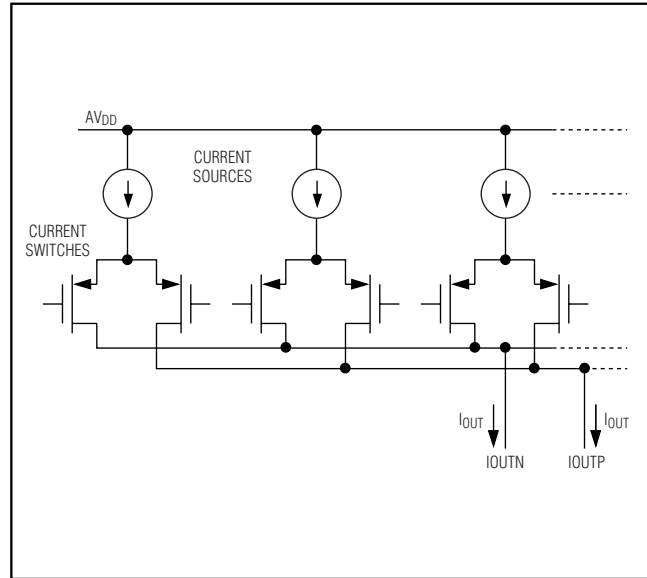 AVDD
CURRENT
SOURCES
CURRENT
SWITCHES
IOUT
IOUT
IOUTN
IOUTP